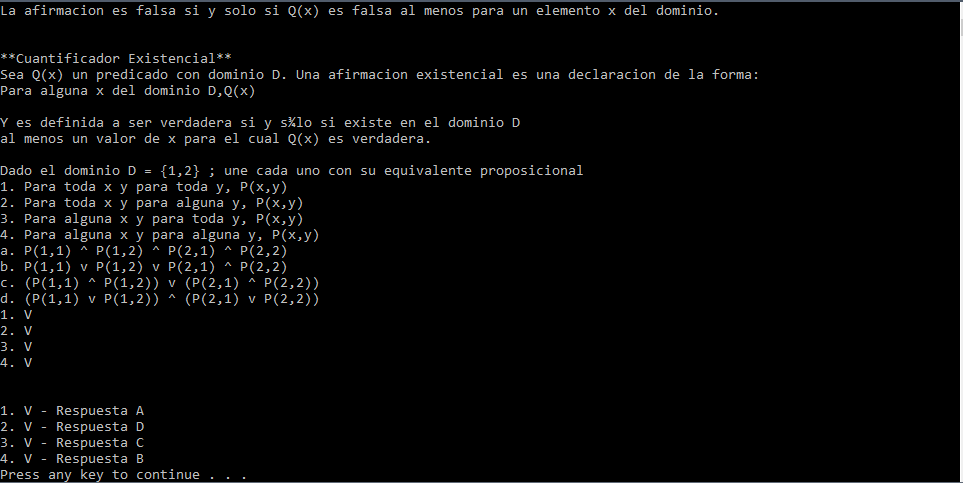 La afirmacion es falsa si y solo si Q(x) es falsa al menos para un elemento x del dominio.
**Cuantificador Existencial**
Sea Q(x) un predicado con dominio D. Una afirmacion existencial es una declaracion de la forma:
Para alguna x del dominio D,Q(x)
Y es definida a ser verdadera si y s¾lo si existe en el dominio D
al menos un valor de x para el cual Q(x) es verdadera.
Dado el dominio D = {1,2} ; une cada uno con su equivalente proposicional
1. Para toda x y para toda y, P(x,y)
2. Para toda x y para alguna y, P(x,y)
3. Para alguna x y para toda y, P(x,y)
4. Para alguna x y para alguna y, P(x,y)
a. P(1,1) ^ P(1,2) ^ P(2,1) ^ P(2,2)
b. P(1,1) v P(1,2) v P(2,1) ^ P(2,2)
c. (P(1,1) ^ P(1,2)) v (P(2,1) ^ P(2,2))
d. (P(1,1) v P(1,2)) ^ (P(2,1) v P(2,2))
1. V
2. V
3. V
4. V
1. V - Respuesta A
2. V - Respuesta D
3. V - Respuesta C
4. V - Respuesta B
Press any key to continue . . .